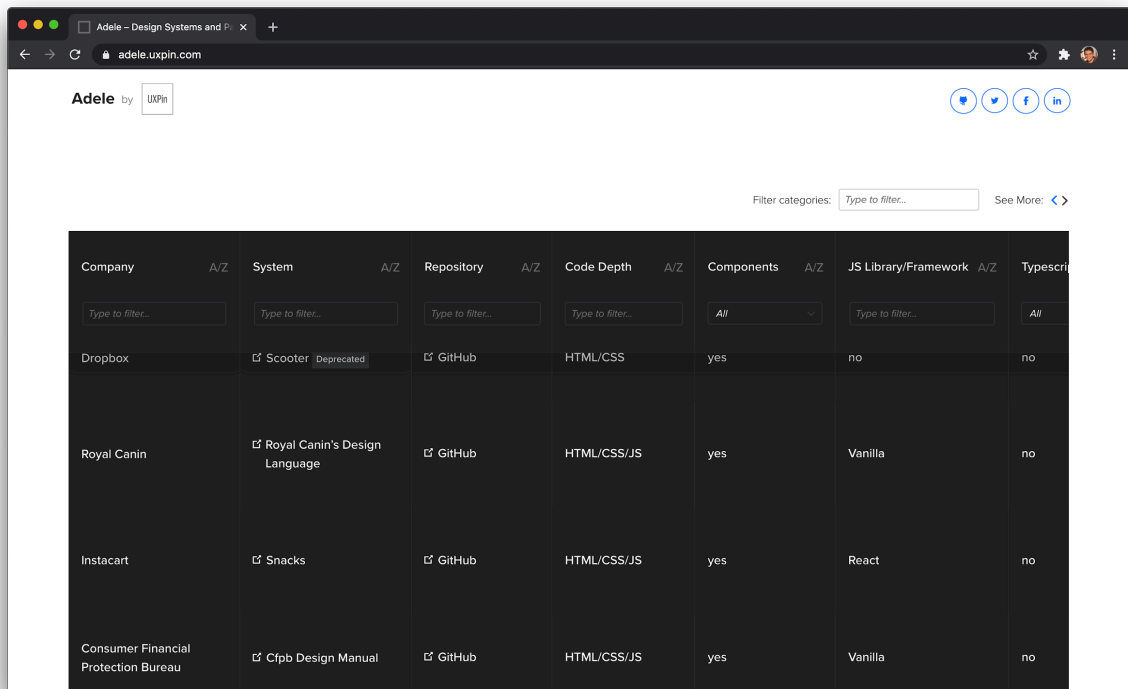 Adele – Design Systems and Pa
adele.uxpin.com
Adele by UXPin
Filter categories: Type to filter... See More:
Company A/Z System A/Z Repository A/Z Code Depth A/Z Components A/Z JS Library/Framework A/Z Typescrip
Type to filter... Type to filter... Type to filter... Type to filter... All Type to filter... All
Dropbox Scooter Deprecated GitHub HTML/CSS yes no no
Royal Canin Royal Canin's Design Language GitHub HTML/CSS/JS yes Vanilla no
Instacart Snacks GitHub HTML/CSS/JS yes React no
Consumer Financial Protection Bureau Cfpb Design Manual GitHub HTML/CSS/JS yes Vanilla no